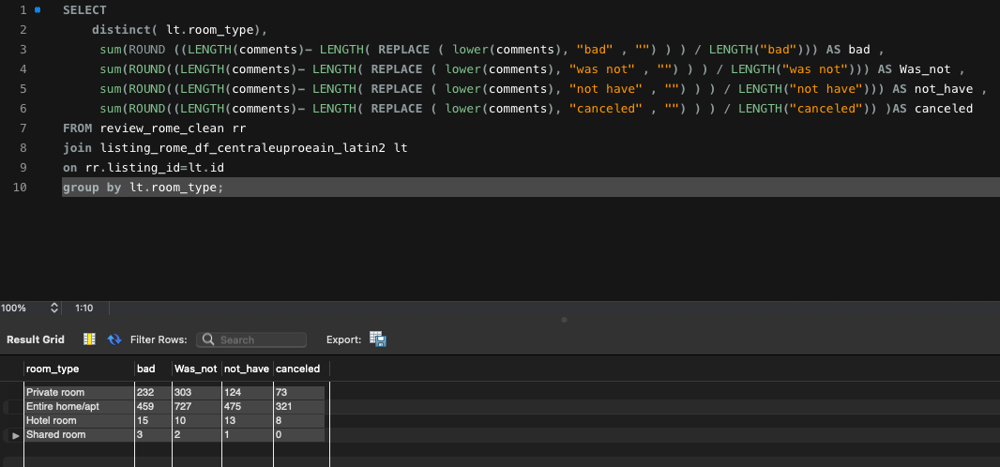 1 SELECT
2 distinct( lt.room_type),
3 sum(ROUND ((LENGTH(comments)- LENGTH( REPLACE ( lower(comments), "bad" , "") ) ) / LENGTH("bad"))) AS bad ,
4 sum(ROUND((LENGTH(comments)- LENGTH( REPLACE ( lower(comments), "was not" , "") ) ) / LENGTH("was not"))) AS Was_not ,
5 sum(ROUND((LENGTH(comments)- LENGTH( REPLACE ( lower(comments), "not have" , "") ) ) / LENGTH("not have"))) AS not_have ,
6 sum(ROUND((LENGTH(comments)- LENGTH( REPLACE ( lower(comments), "canceled" , "") ) ) / LENGTH("canceled")) )AS canceled
7 FROM review_rome_clean rr
8 join listing_rome_df_centraleuproeain_latin2 lt
9 on rr.listing_id=lt.id
10 group by lt.room_type;
100% 1:10
Result Grid Filter Rows: Search Export:
room_type bad Was_not not_have canceled
Private room 232 303 124 73
Entire home/apt 459 727 475 321
Hotel room 15 10 13 8
Shared room 3 2 1 0